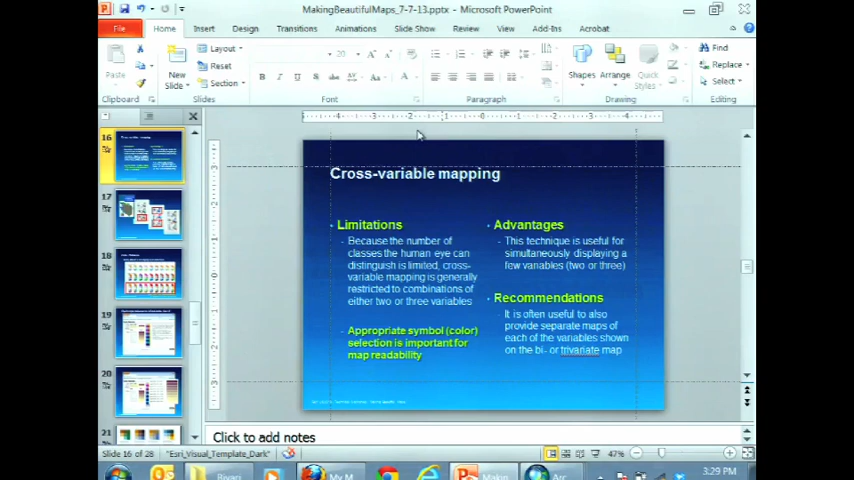 MakingBeautifulMaps_7-7-13.pptx - Microsoft PowerPoint
File Home Insert Design Transitions Animations Slide Show Review View Add-Ins Acrobat
Paste
New Slide
Layout
Reset
Section
20
Shapes
Arrange
Quick Styles
Find
Replace
Select
Clipboard Slides Font Paragraph Drawing Editing
16
17
18
19
20
21
Cross-variable mapping
Limitations
Because the number of
classes the human eye can
distinguish is limited, cross-
variable mapping is generally
restricted to combinations of
either two or three variables
Appropriate symbol (color)
selection is important for
map readability
Advantages
This technique is useful for
simultaneously displaying a
few variables (two or three)
Recommendations
It is often useful to also
provide separate maps of
each of the variables shown
on the bi- or trivariate map
Click to add notes
Slide 16 of 28 "Esri_Visual_Template_Dark" 47%
Bivari My M Makin Arc 3:29 PM